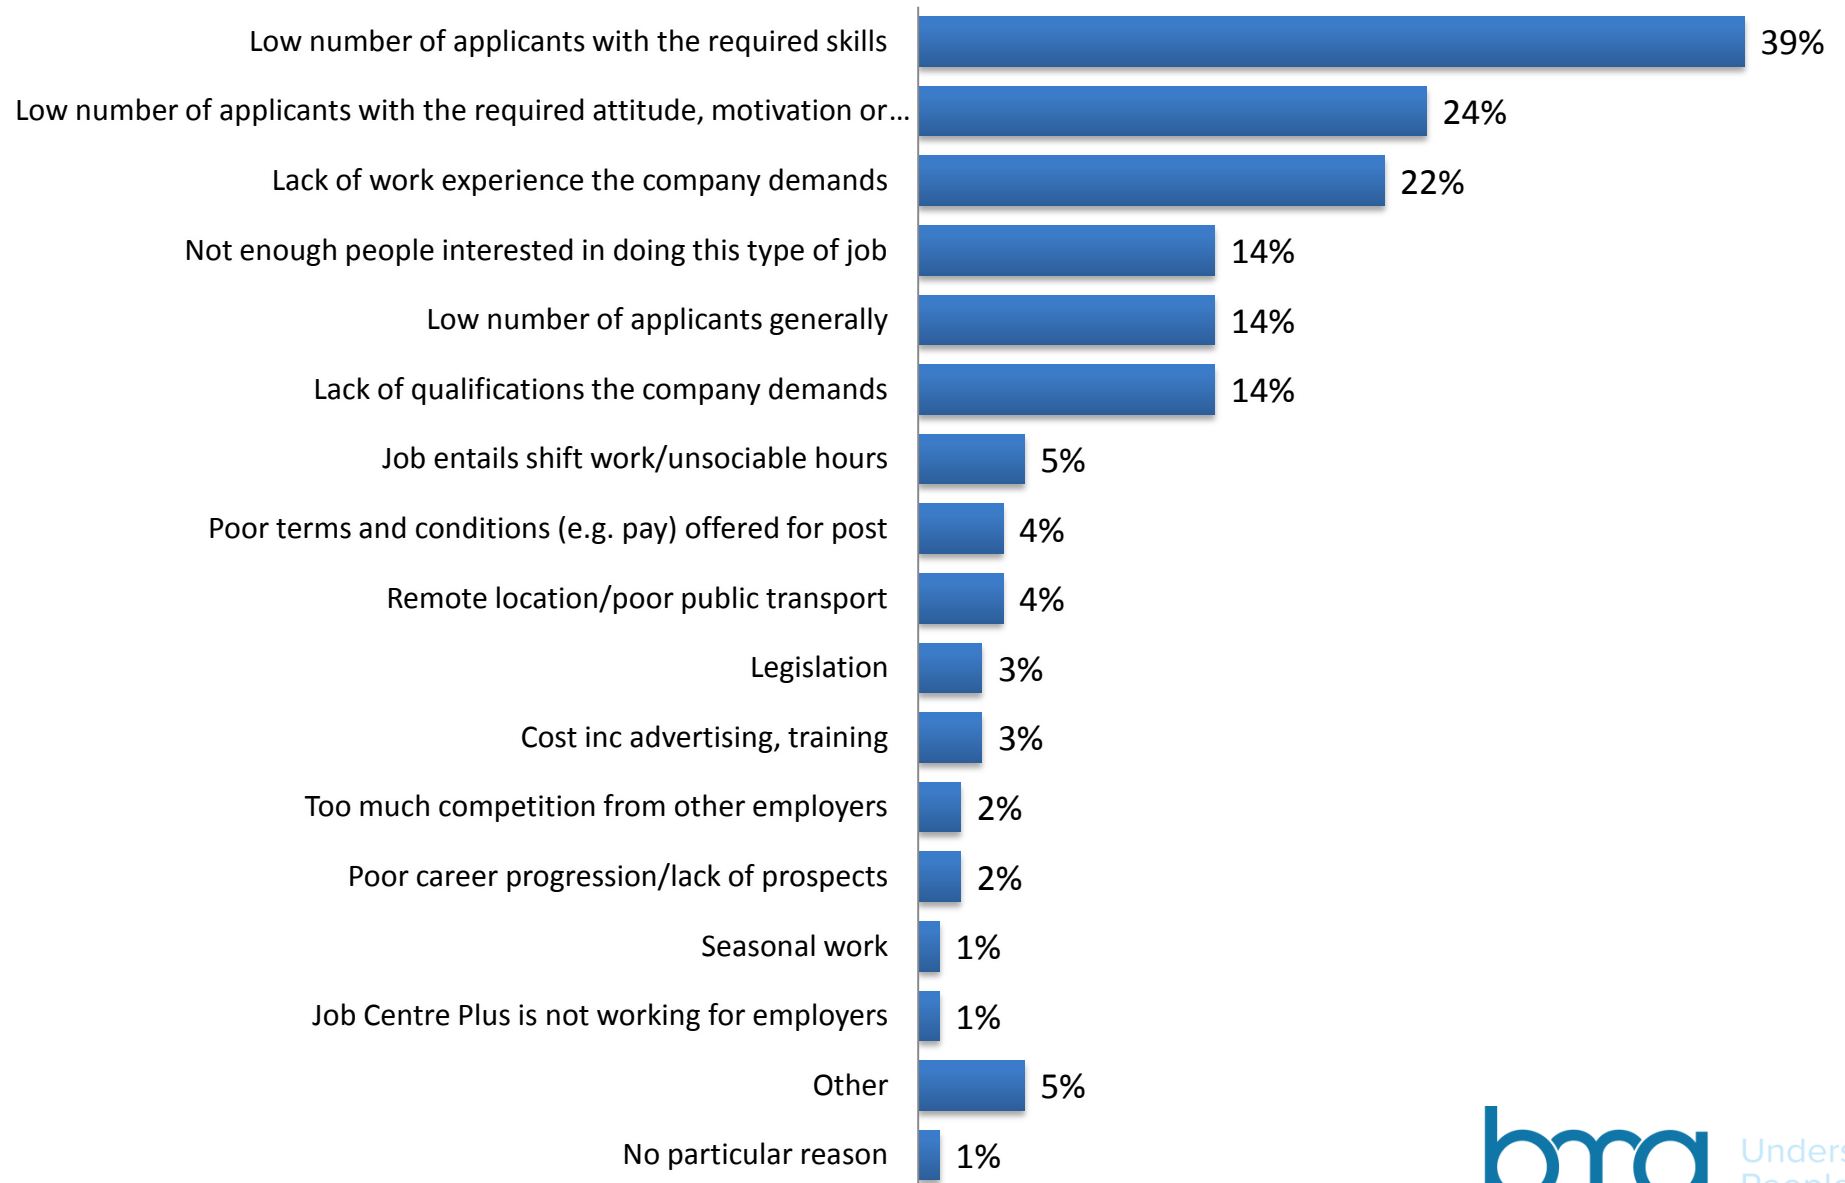 Low number of applicants with the required skills 39%
Low number of applicants with the required attitude, motivation or... 24%
Lack of work experience the company demands 22%
Not enough people interested in doing this type of job 14%
Low number of applicants generally 14%
Lack of qualifications the company demands 14%
Job entails shift work/unsociable hours 5%
Poor terms and conditions (e.g. pay) offered for post 4%
Remote location/poor public transport 4%
Legislation 3%
Cost inc advertising, training 3%
Too much competition from other employers 2%
Poor career progression/lack of prospects 2%
Seasonal work 1%
Job Centre Plus is not working for employers 1%
Other 5%
No particular reason 1%
bmg